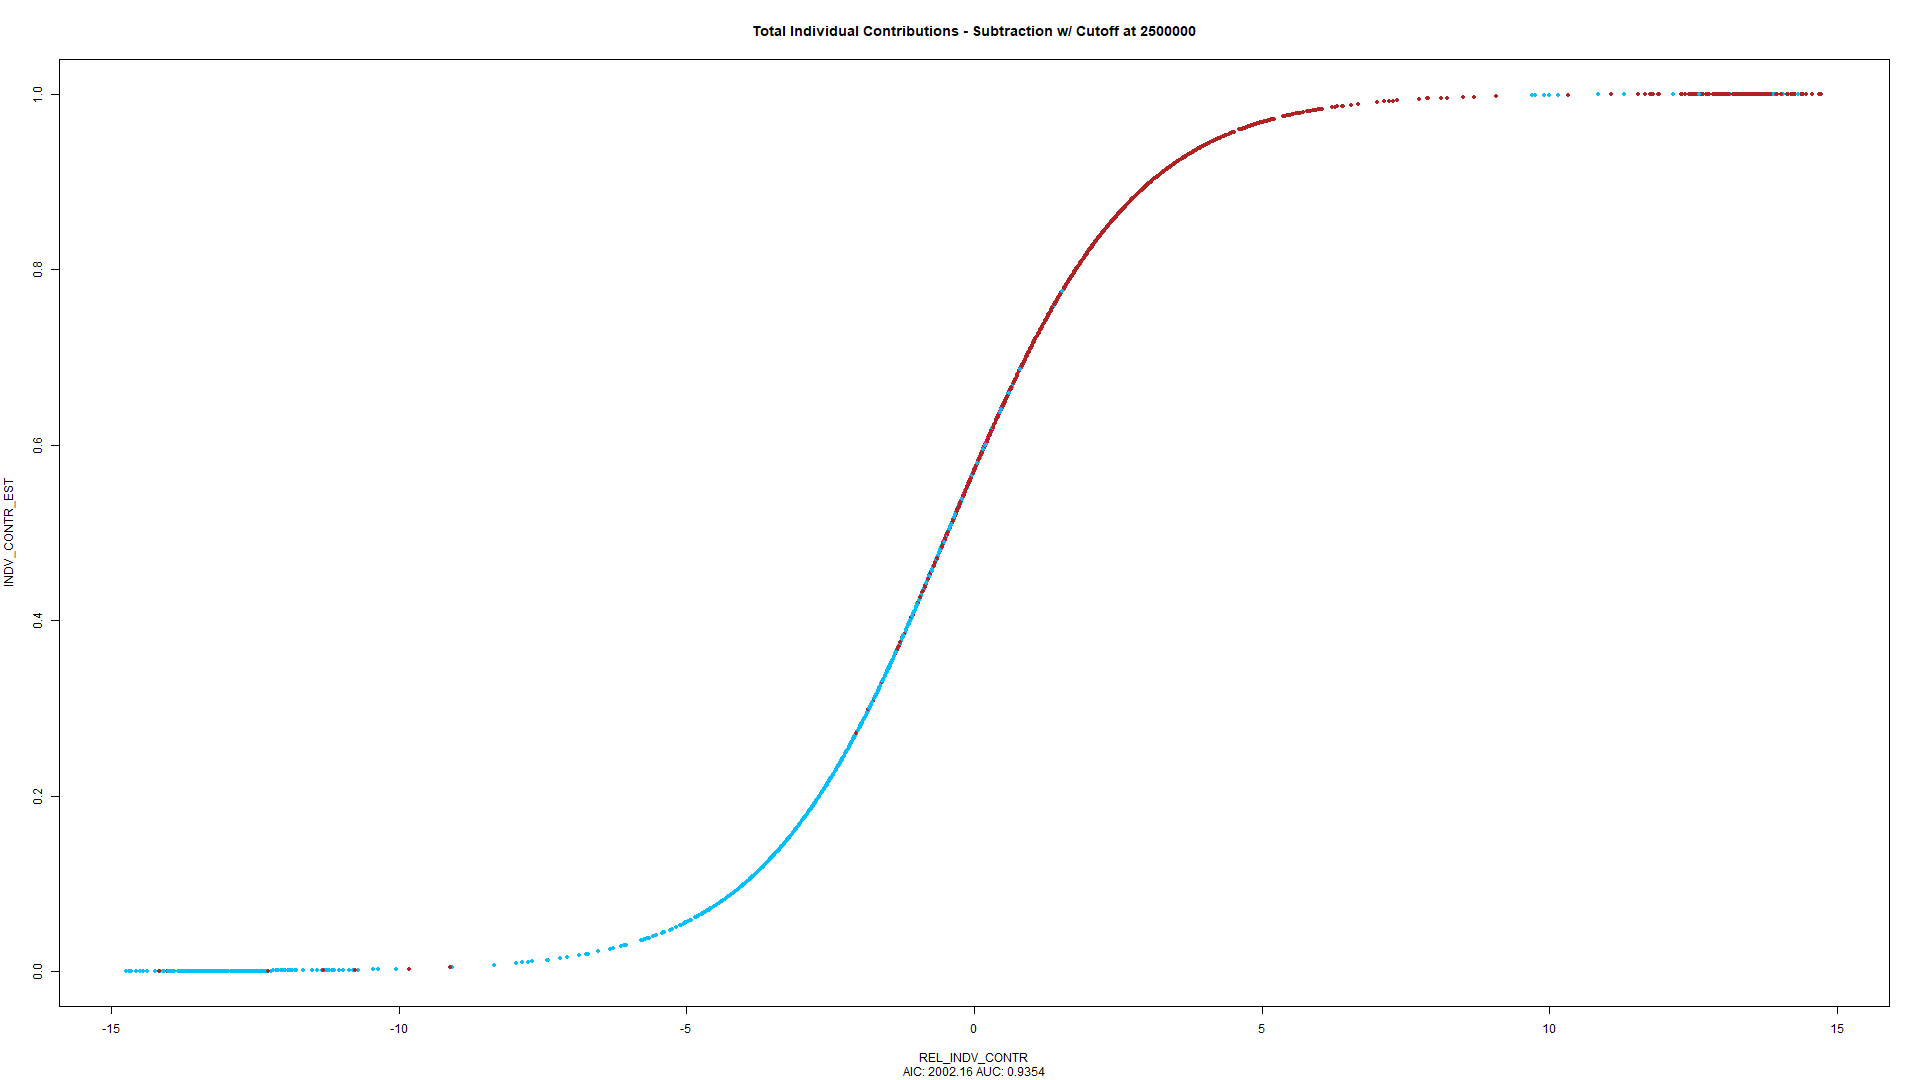 Total Individual Contributions - Subtraction w/ Cutoff at 2500000
INDV_CONTR_EST
1.0
0.8
0.6
0.4
0.2
0.0
-15 -10 -5 0 5 10 15
REL_INDV_CONTR
AIC: 2002.16 AUC: 0.9354